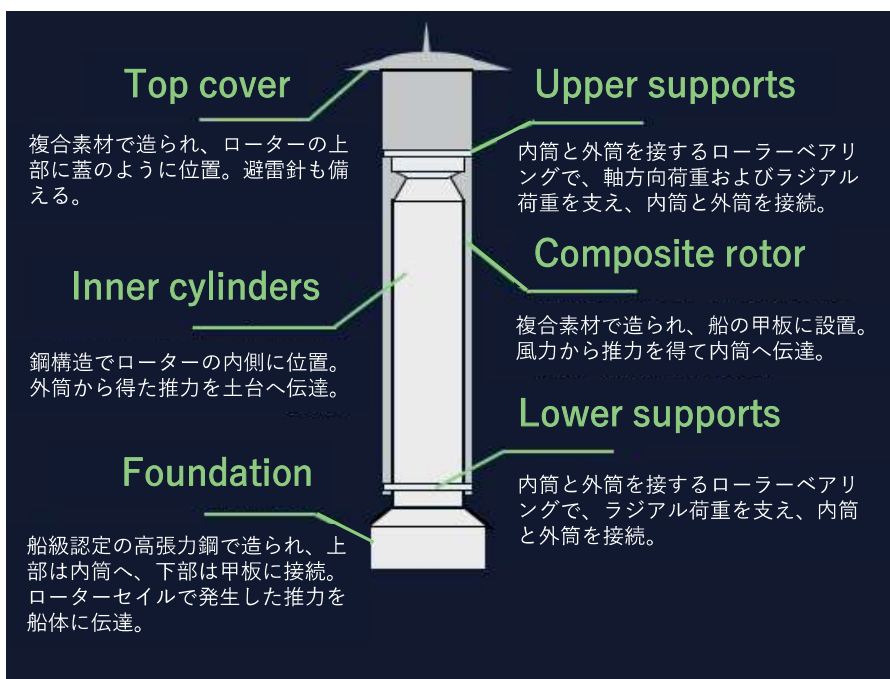 Top cover
複合素材で造られ、ローターの上
部に蓋のように位置。避雷針も備
える。
Upper supports
内筒と外筒を接するローラーベアリ
ングで、軸方向荷重およびラジアル
荷重を支え、内筒と外筒を接続。
Inner cylinders
鋼構造でローターの内側に位置。
外筒から得た推力を土台へ伝達。
Composite rotor
複合素材で造られ、船の甲板に設置。
風力から推力を得て内筒へ伝達。
Foundation
船級認定の高張力鋼で造られ、上
部は内筒へ、下部は甲板に接続。
ローターセイルで発生した推力を
船体に伝達。
Lower supports
内筒と外筒を接するローラーベアリ
ングで、ラジアル荷重を支え、内筒
と外筒を接続。